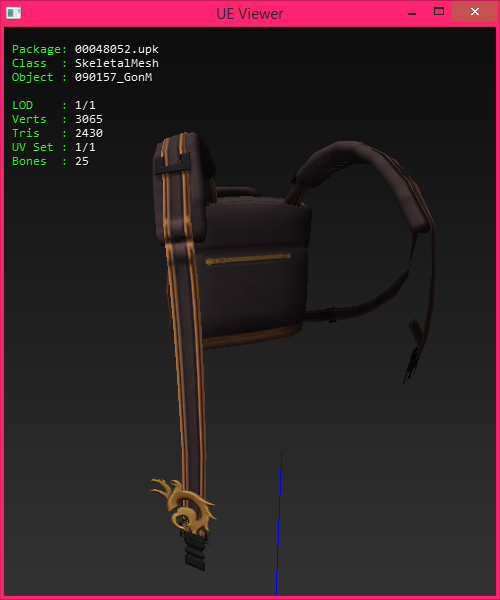 UE Viewer
Package: 00048052.upk
Class : SkeletalMesh
Object : 090157_GonM
LOD : 1/1
Verts : 3065
Tris : 2430
UV Set : 1/1
Bones : 25